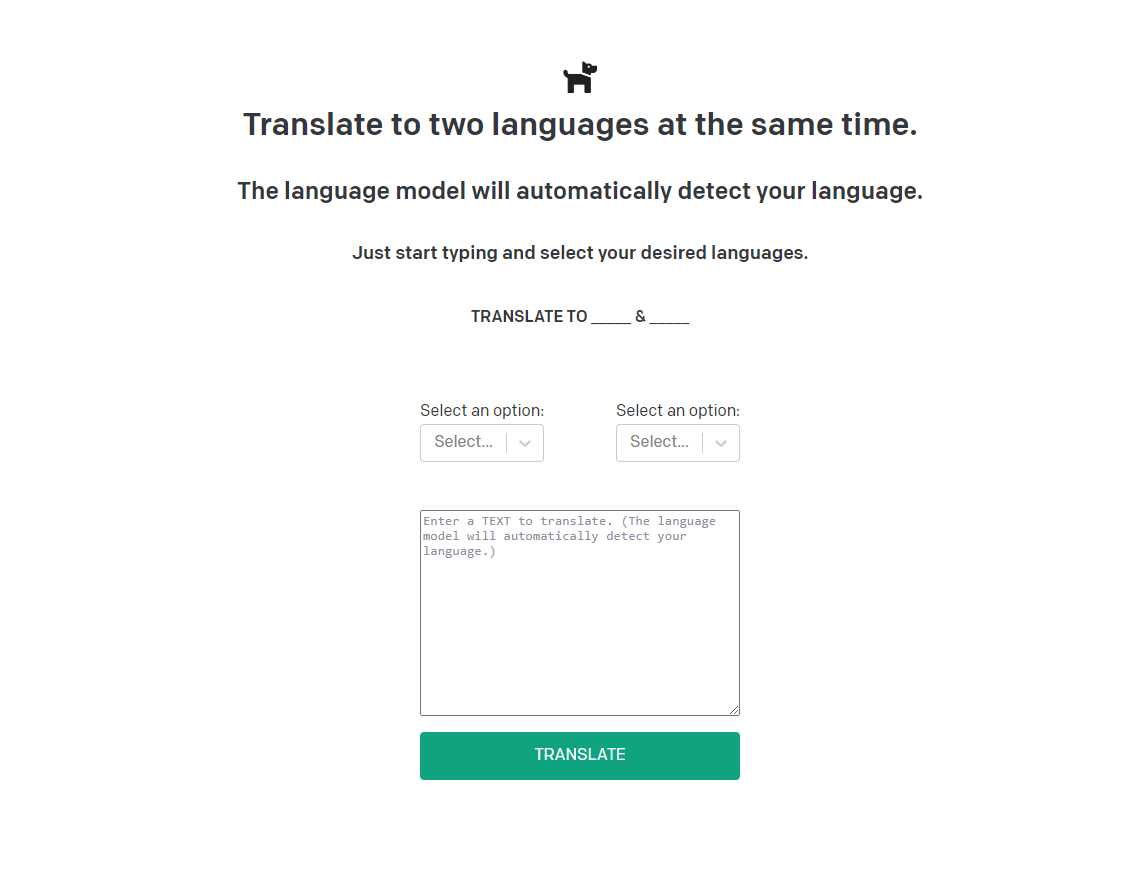 Translate to two languages at the same time.
The language model will automatically detect your language.
Just start typing and select your desired languages.
TRANSLATE TO _____ & _____
Select an option: Select an option:
Select... Select...
Enter a TEXT to translate. (The language
model will automatically detect your
language.)
TRANSLATE